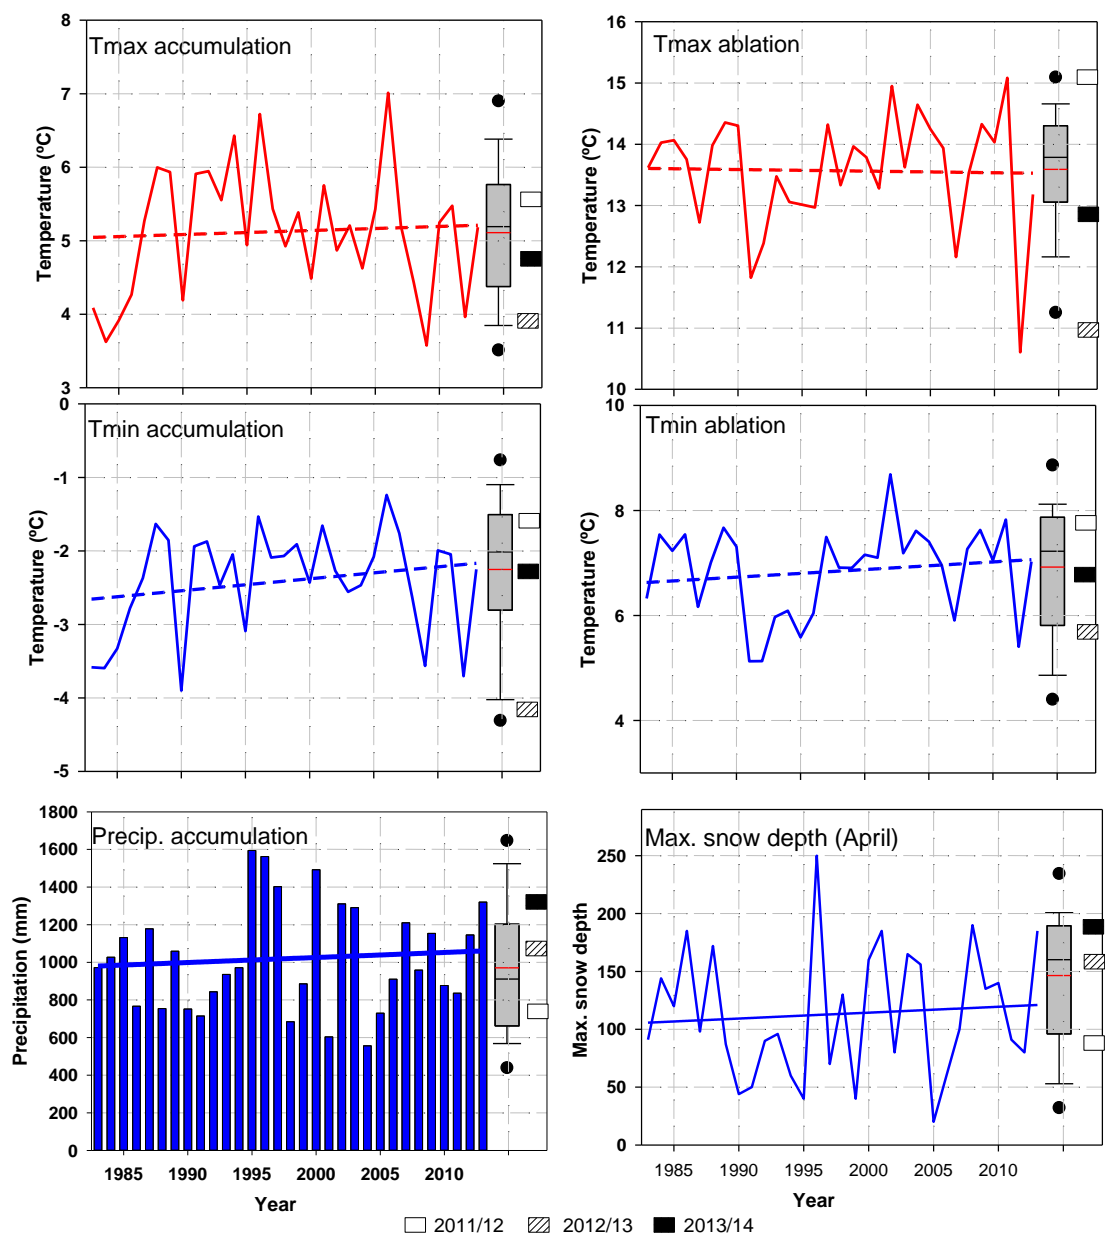 Tmax accumulation
Temperature (ºC)
8
7
6
5
4
3
Tmax ablation
Temperature (ºC)
16
15
14
13
12
11
10
Tmin accumulation
Temperature (ºC)
0
-1
-2
-3
-4
-5
Tmin ablation
Temperature (ºC)
10
8
6
4
Precip. accumulation
Precipitation (mm)
1800
1600
1400
1200
1000
800
600
400
200
0
1985 1990 1995 2000 2005 2010
Year
Max. snow depth (April)
Max. snow depth
250
200
150
100
50
0
1985 1990 1995 2000 2005 2010
Year
2011/12 2012/13 2013/14